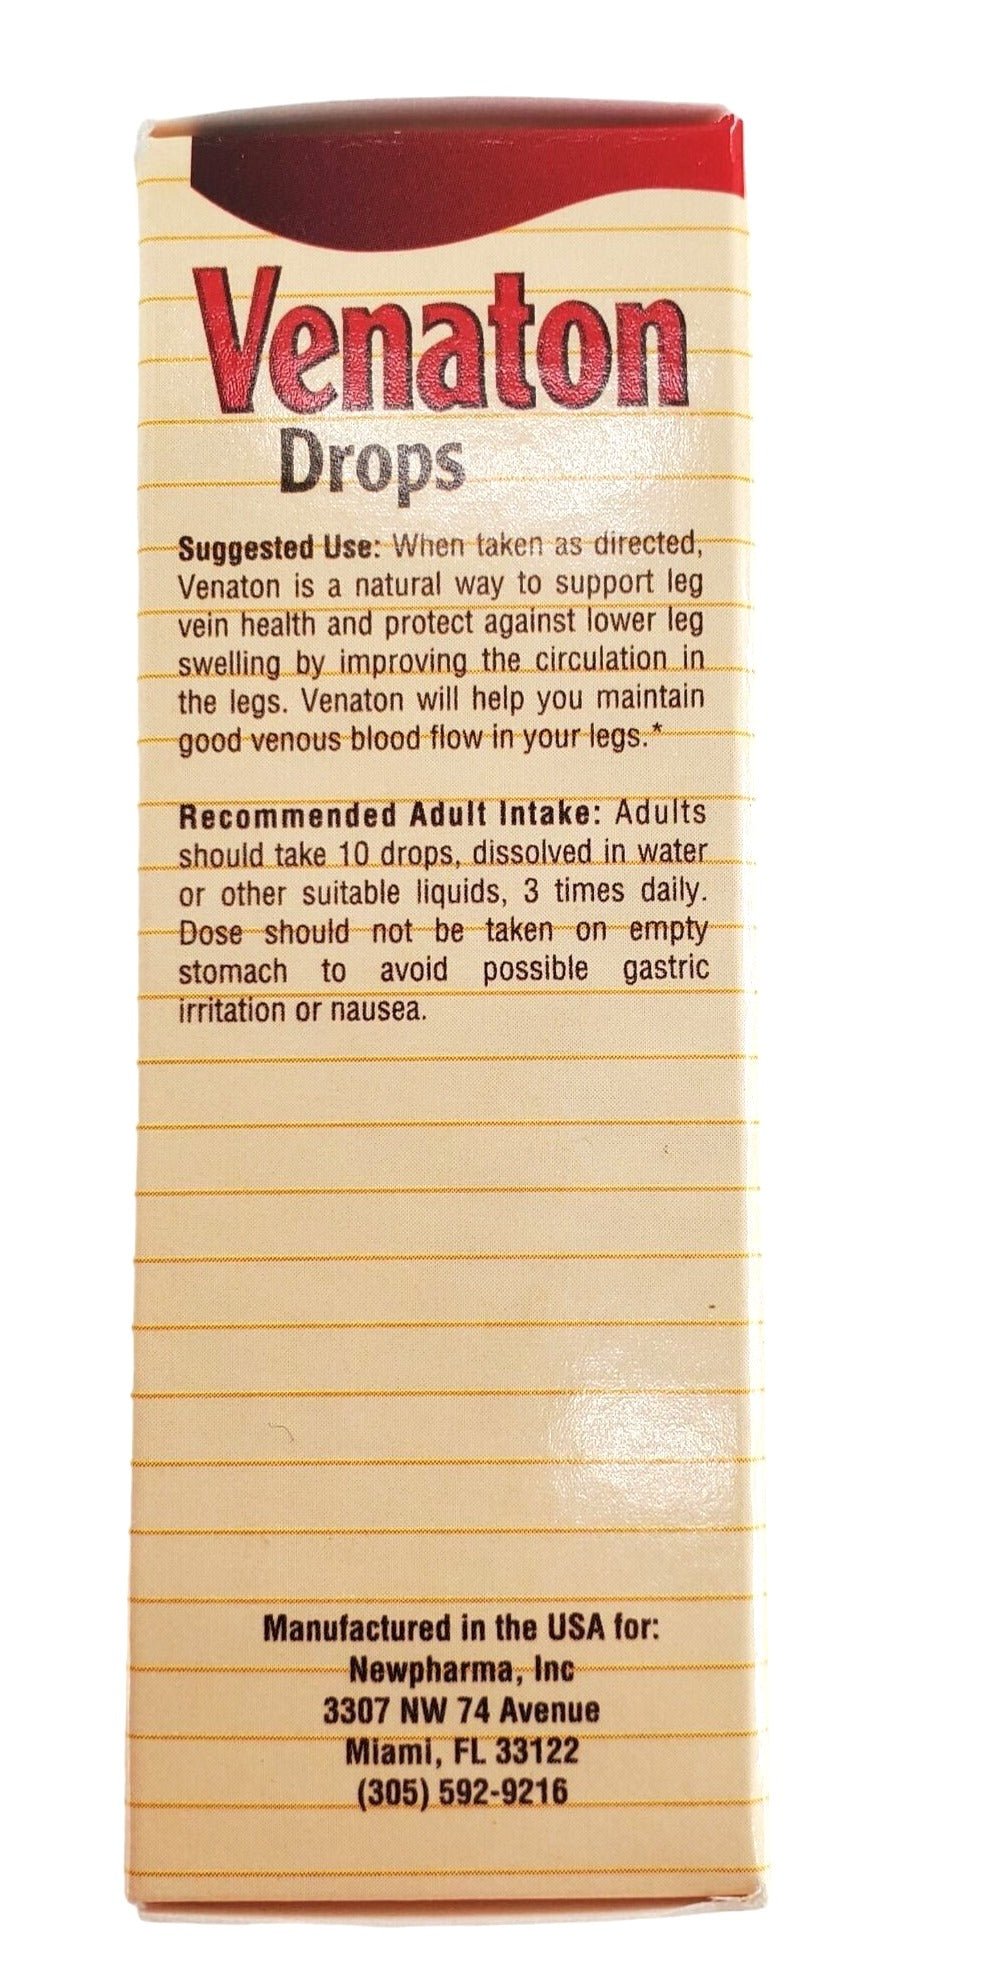 Venaton
Drops
Suggested Use: When taken as directed,
Venaton is a natural way to support leg
vein health and protect against lower leg
swelling by improving the circulation in
the legs. Venaton will help you maintain
good venous blood flow in your legs.*
Recommended Adult Intake: Adults
should take 10 drops, dissolved in water
or other suitable liquids, 3 times daily.
Dose should not be taken on empty
stomach to avoid possible gastric
irritation or nausea.
Manufactured in the USA for:
Newpharma, Inc
3307 NW 74 Avenue
Miami, FL 33122
(305) 592-9216